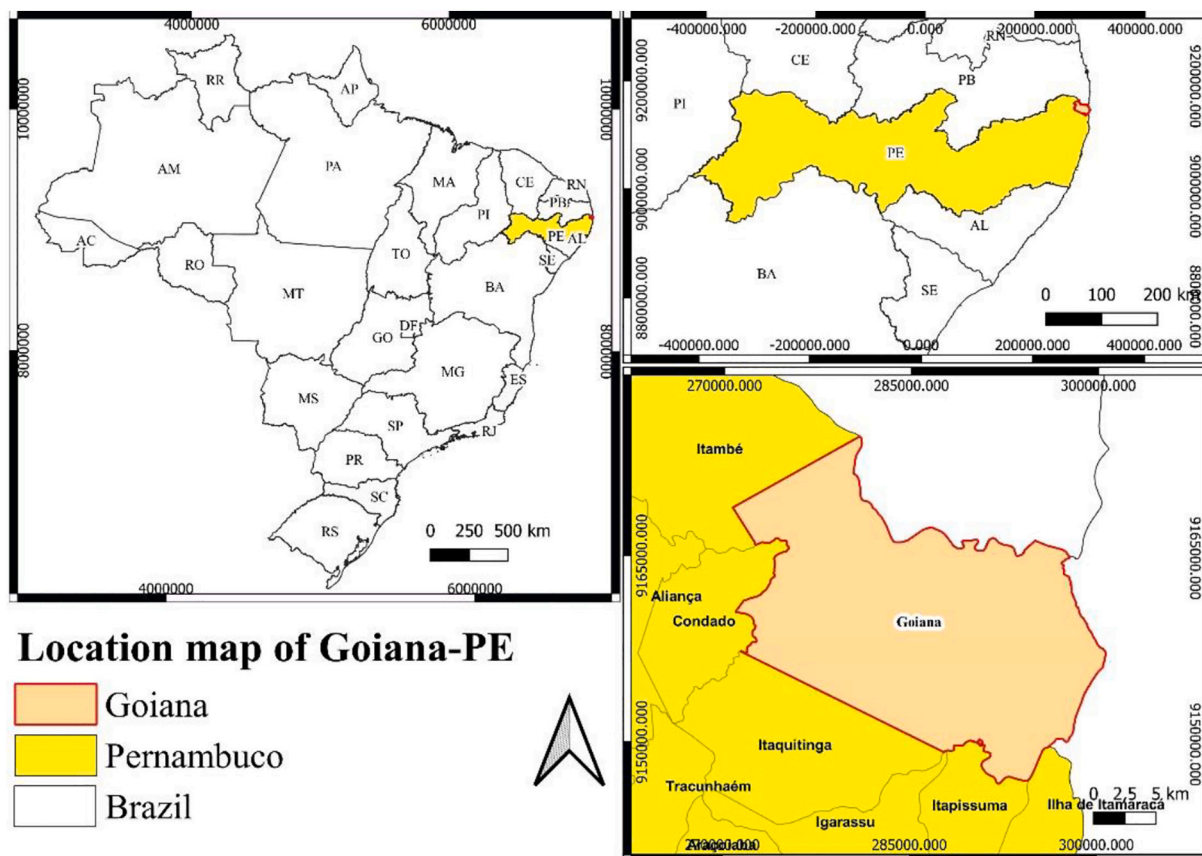 4000000
6000000
10000000
10000000
8000000
8000000
RR
AP
AM
PA
MA
CE
RN
PB
PI
PE
AL
AC
SE
RO
TO
BA
MT
GO
DF
MG
ES
MS
SP
RJ
PR
SC
RS
0 250 500 km
4000000
6000000
-400000.000
-200000.000
0.000
200000.000
400000.000
9200000.000
9200000.000
9000000.000
9000000.000
8800000.000
CE
RN
PI
PB
PE
AL
BA
SE
0 100 200 km
-400000.000
-200000.000
0.000
200000.000
400000.000
270000.000
285000.000
300000.000
9165000.000
9165000.000
9150000.000
9150000.000
Itambé
Aliança
Condado
Goiana
Itaquitinga
Tracunhaém
Itapissuma
Ilha de Itamaracá
Igarassu
Araçoiaba
0 2.5 5 km
270000.000
285000.000
300000.000
Location map of Goiana-PE
Goiana
Pernambuco
Brazil